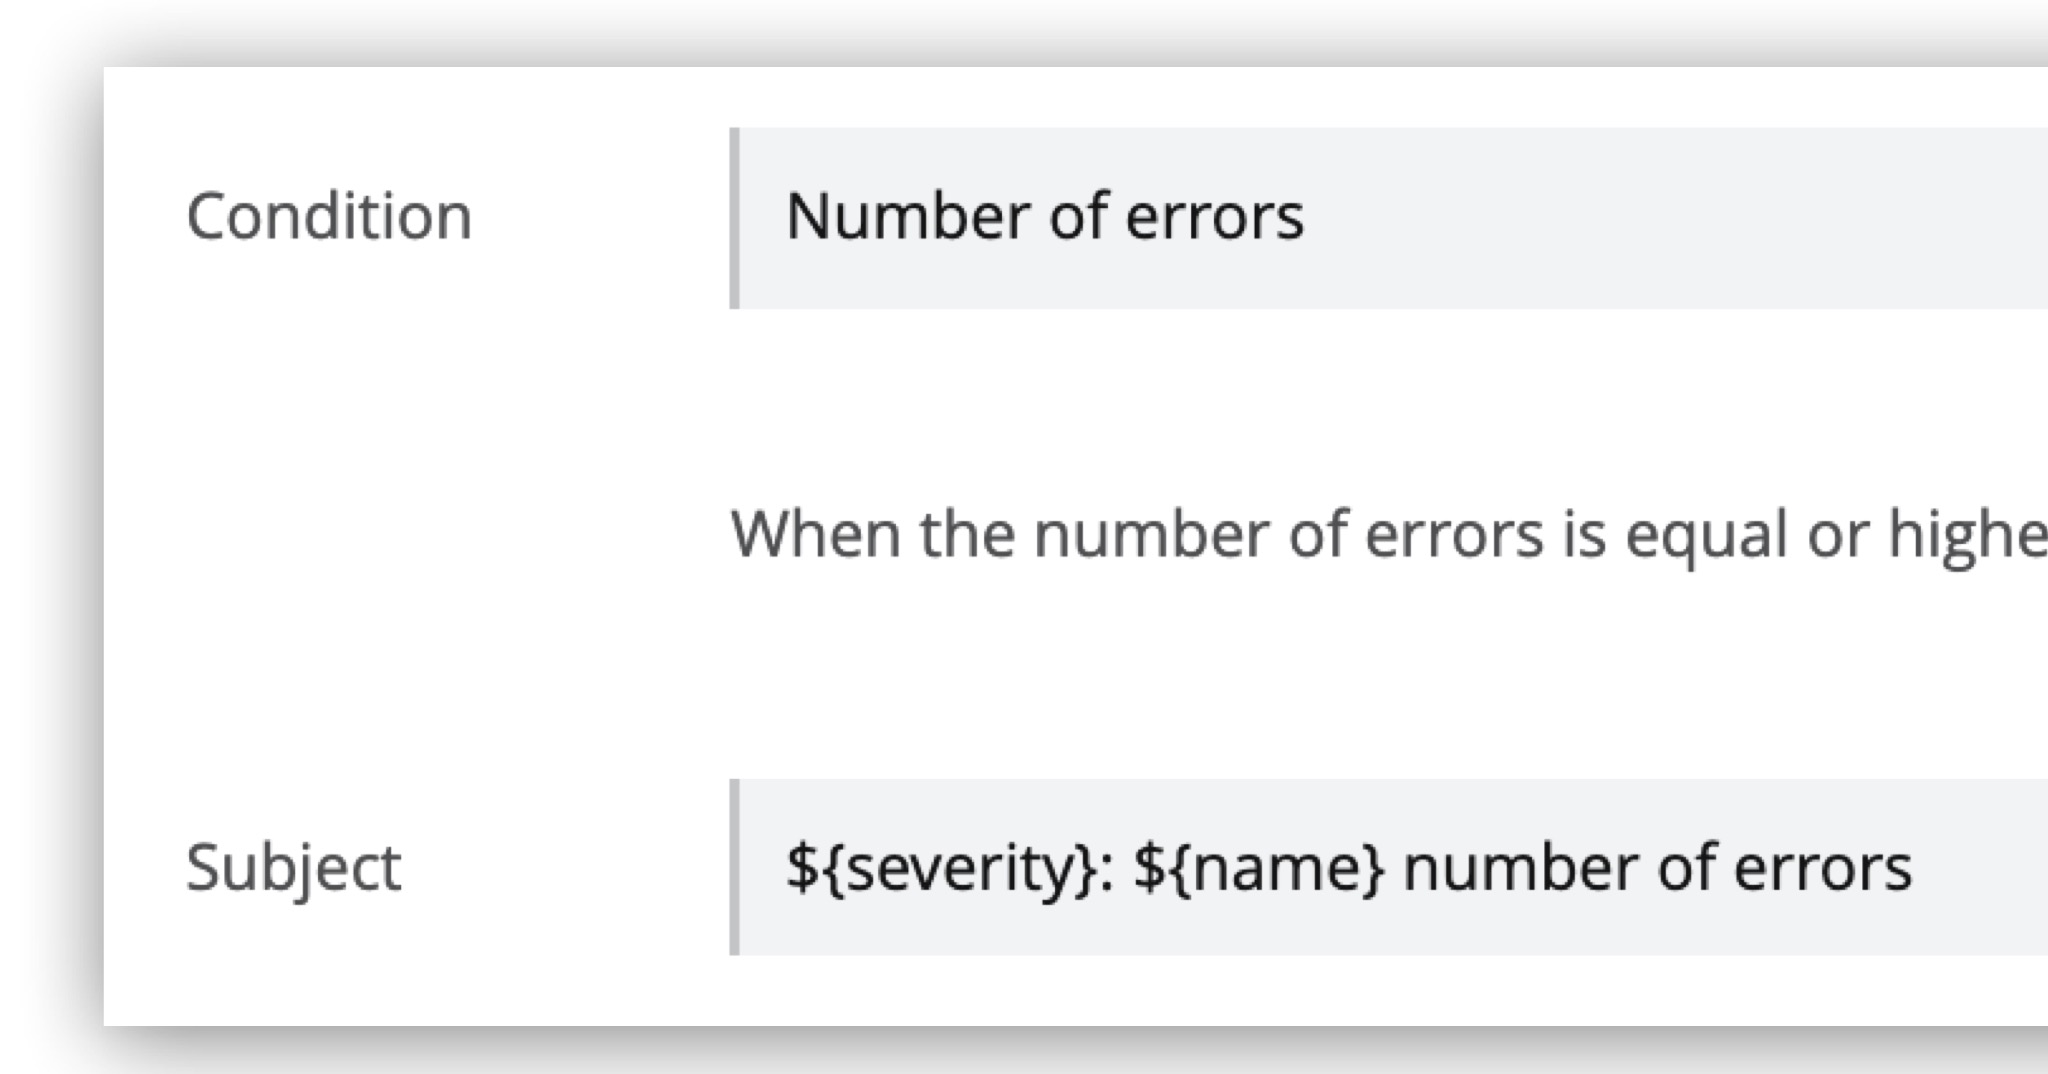 Condition
Number of errors
When the number of errors is equal or highe
Subject
${severity}: ${name} number of errors